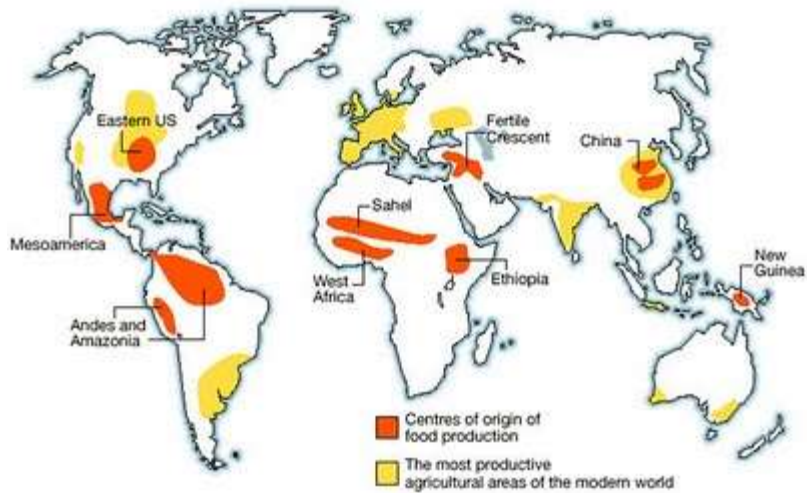 Eastern US
Fertile
Crescent
China
Sahel
Mesoamerica
New
Guinea
West
Africa
Ethiopia
Andes and
Amazonia
Centres of origin of
food production
The most productive
agricultural areas of the modern world